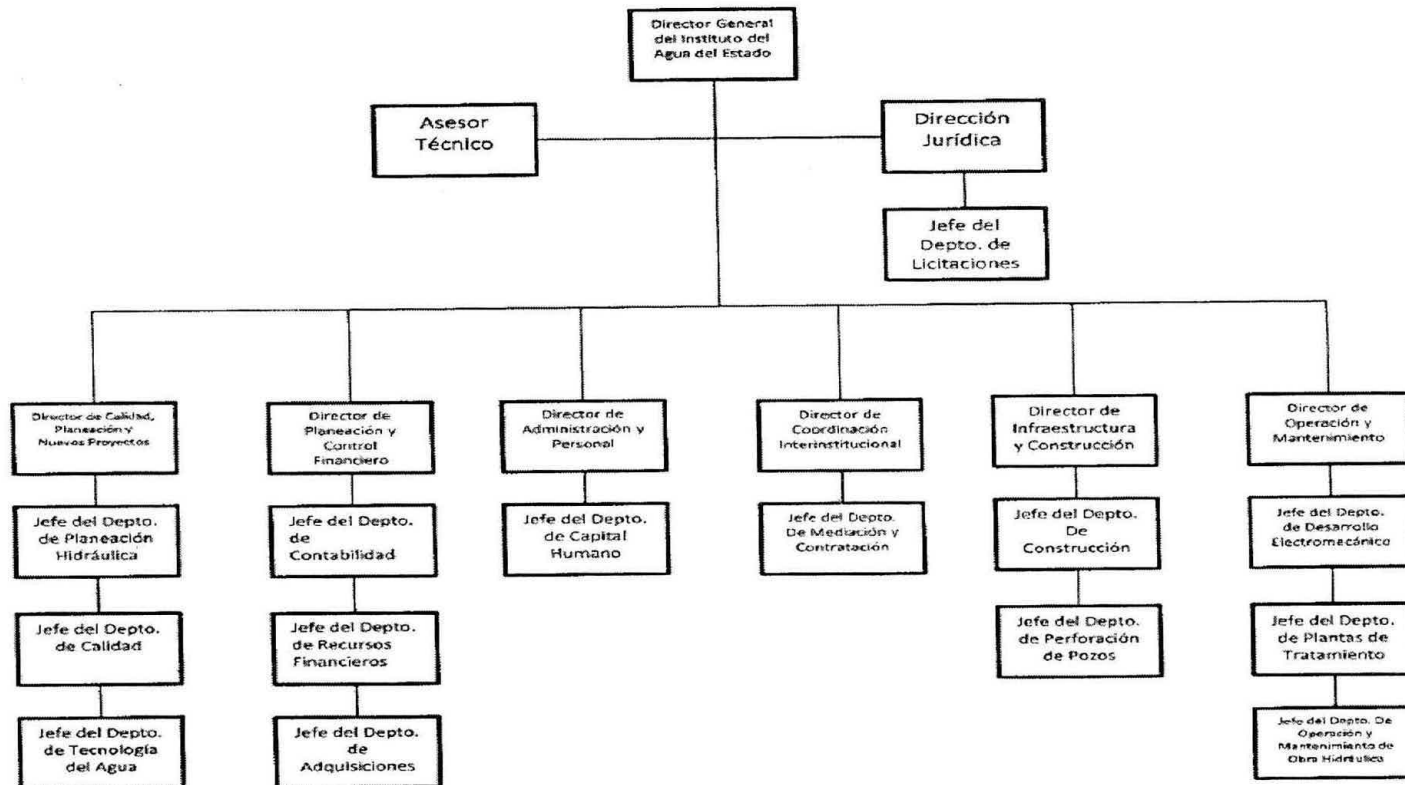 Director General
del Instituto del
Agua del Estado
Asesor
Técnico
Dirección
Jurídica
Jefe del
Depto. de
Licitaciones
Director de Calidad,
Planeación y
Nuevos Proyectos
Director de
Planeación y
Control
Financiero
Director de
Administración y
Personal
Director de
Coordinación
Interinstitucional
Director de
Infraestructura
y Construcción
Director de
Operación y
Mantenimiento
Jefe del Depto.
de Planeación
Hidráulica
Jefe del Depto.
de
Contabilidad
Jefe del Depto.
de Capital
Humano
Jefe del Depto.
De Mediación y
Contratación
Jefe del Depto.
De
Construcción
Jefe del Depto.
de Desarrollo
Electromecánico
Jefe del Depto.
de Calidad
Jefe del Depto.
de Recursos
Financieros
Jefe del Depto.
de Perforación
de Pozos
Jefe del Depto.
de Plantas de
Tratamiento
Jefe del Depto.
de Tecnología
del Agua
Jefe del Depto.
de
Adquisiciones
Jefe del Depto. De
Operación y
Mantenimiento de
Obra Hidráulica